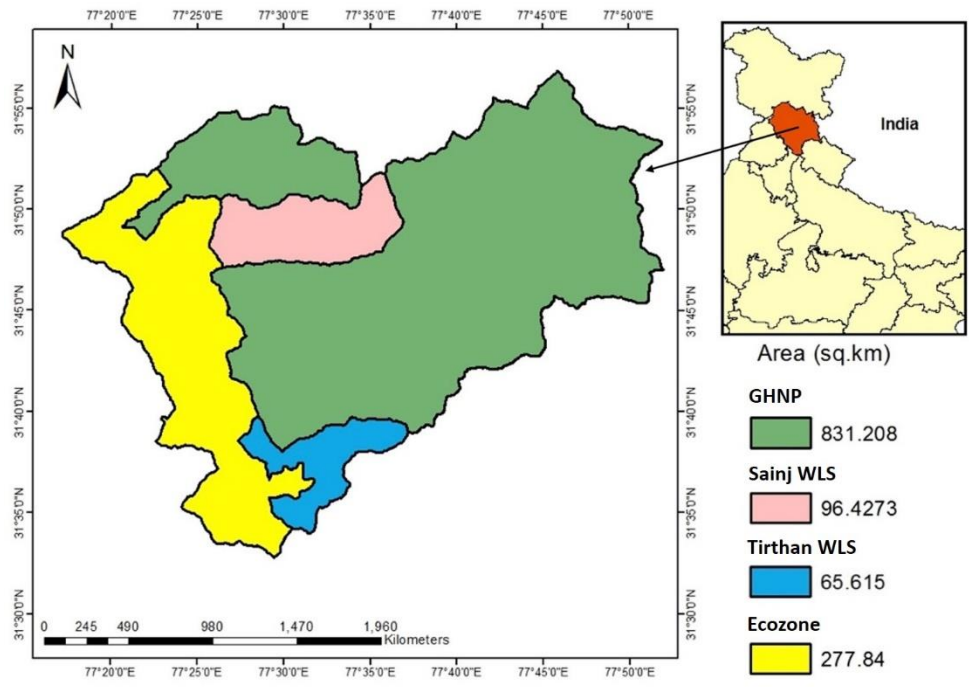 77°20'0"E 77°25'0"E 77°30'0"E 77°35'0"E 77°40'0"E 77°45'0"E 77°50'0"E
N
31°55'0"N 31°55'0"N
India
31°50'0"N 31°50'0"N
31°45'0"N 31°45'0"N
Area (sq.km)
GHNP
31°40'0"N 31°40'0"N
831.208
Sainj WLS
31°35'0"N 31°35'0"N
96.4273
Tirthan WLS
65.615
31°30'0"N 31°30'0"N
Ecozone
0 245 490 980 1,470 1,960
Kilometers
277.84
77°20'0"E 77°25'0"E 77°30'0"E 77°35'0"E 77°40'0"E 77°45'0"E 77°50'0"E